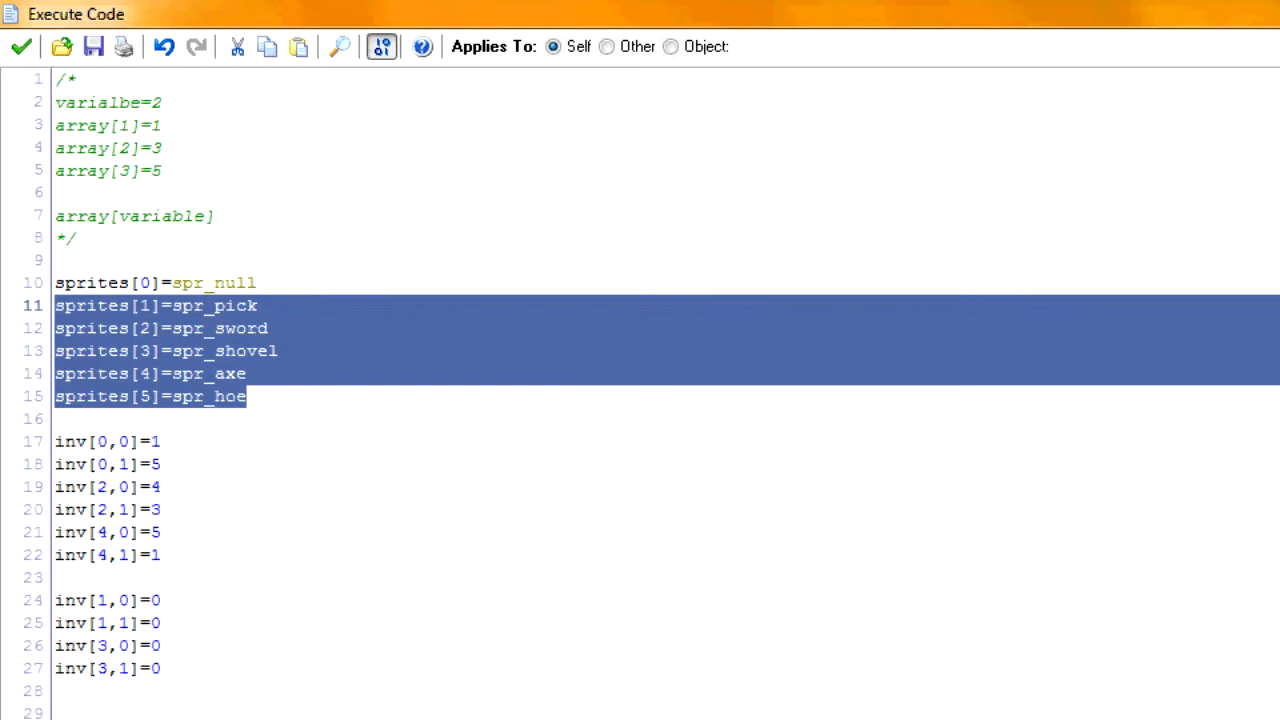 Execute Code
Applies To: Self Other Object:
1 /*
2 varialbe=2
3 array[1]=1
4 array[2]=3
5 array[3]=5
6
7 array[variable]
8 */
9
10 sprites[0]=spr_null
11 sprites[1]=spr_pick
12 sprites[2]=spr_sword
13 sprites[3]=spr_shovel
14 sprites[4]=spr_axe
15 sprites[5]=spr_hoe
16
17 inv[0,0]=1
18 inv[0,1]=5
19 inv[2,0]=4
20 inv[2,1]=3
21 inv[4,0]=5
22 inv[4,1]=1
23
24 inv[1,0]=0
25 inv[1,1]=0
26 inv[3,0]=0
27 inv[3,1]=0
28
29